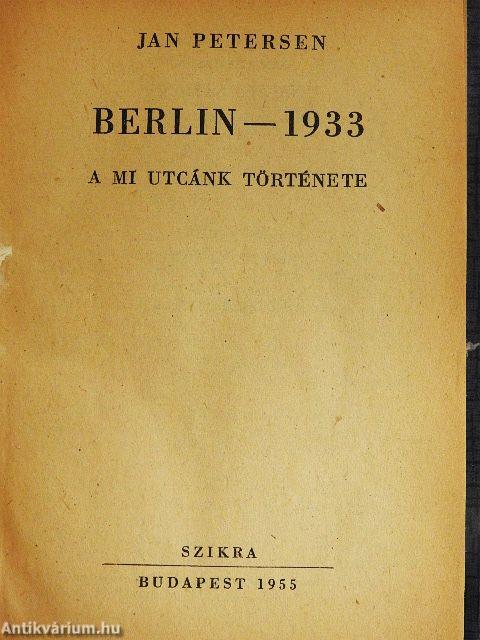 JAN PETERSEN
BERLIN — 1933
A MI UTCÁNK TÖRTÉNETE
SZIKRA
BUDAPEST 1955
Antikvárium.hu